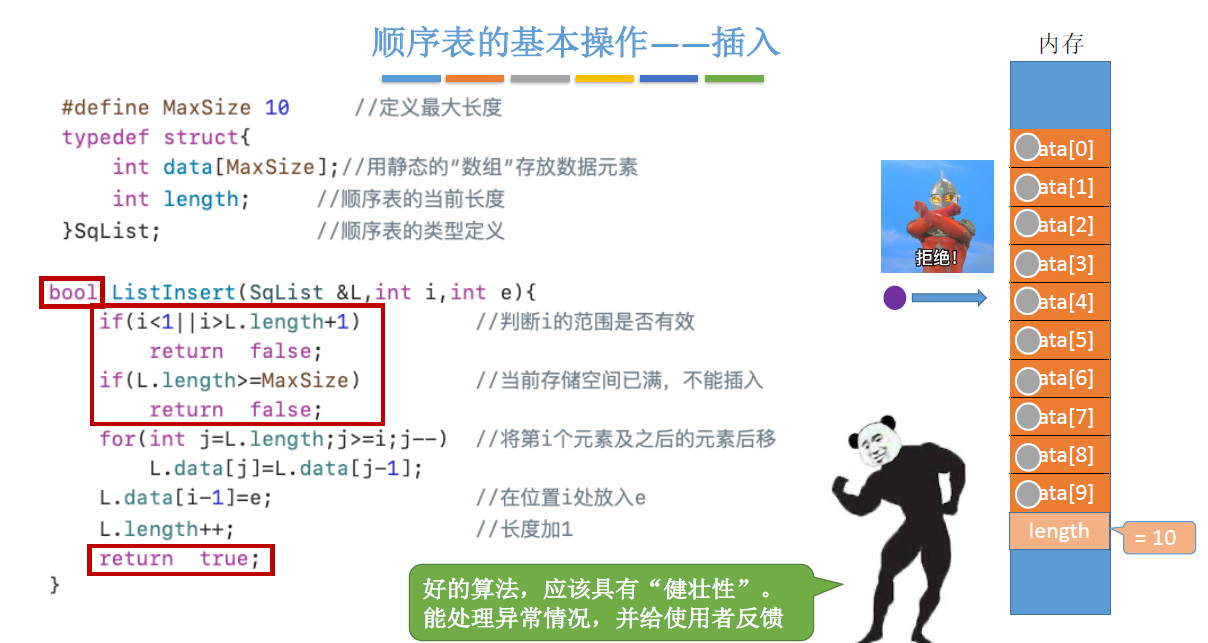 顺序表的基本操作——插入
#define MaxSize 10 //定义最大长度
typedef struct{
int data[MaxSize];//用静态的“数组”存放数据元素
int length; //顺序表的当前长度
}SqList; //顺序表的类型定义
bool ListInsert(SqList &L,int i,int e){
if(i<1||i>L.length+1) //判断i的范围是否有效
return false;
if(L.length>=MaxSize) //当前存储空间已满，不能插入
return false;
for(int j=L.length;j>=i;j--) //将第i个元素及之后的元素后移
L.data[j]=L.data[j-1];
L.data[i-1]=e; //在位置i处放入e
L.length++; //长度加1
return true;
}
好的算法，应该具有“健壮性”。
能处理异常情况，并给使用者反馈
拒绝！
内存
ata[0]
ata[1]
ata[2]
ata[3]
ata[4]
ata[5]
ata[6]
ata[7]
ata[8]
ata[9]
length
= 10